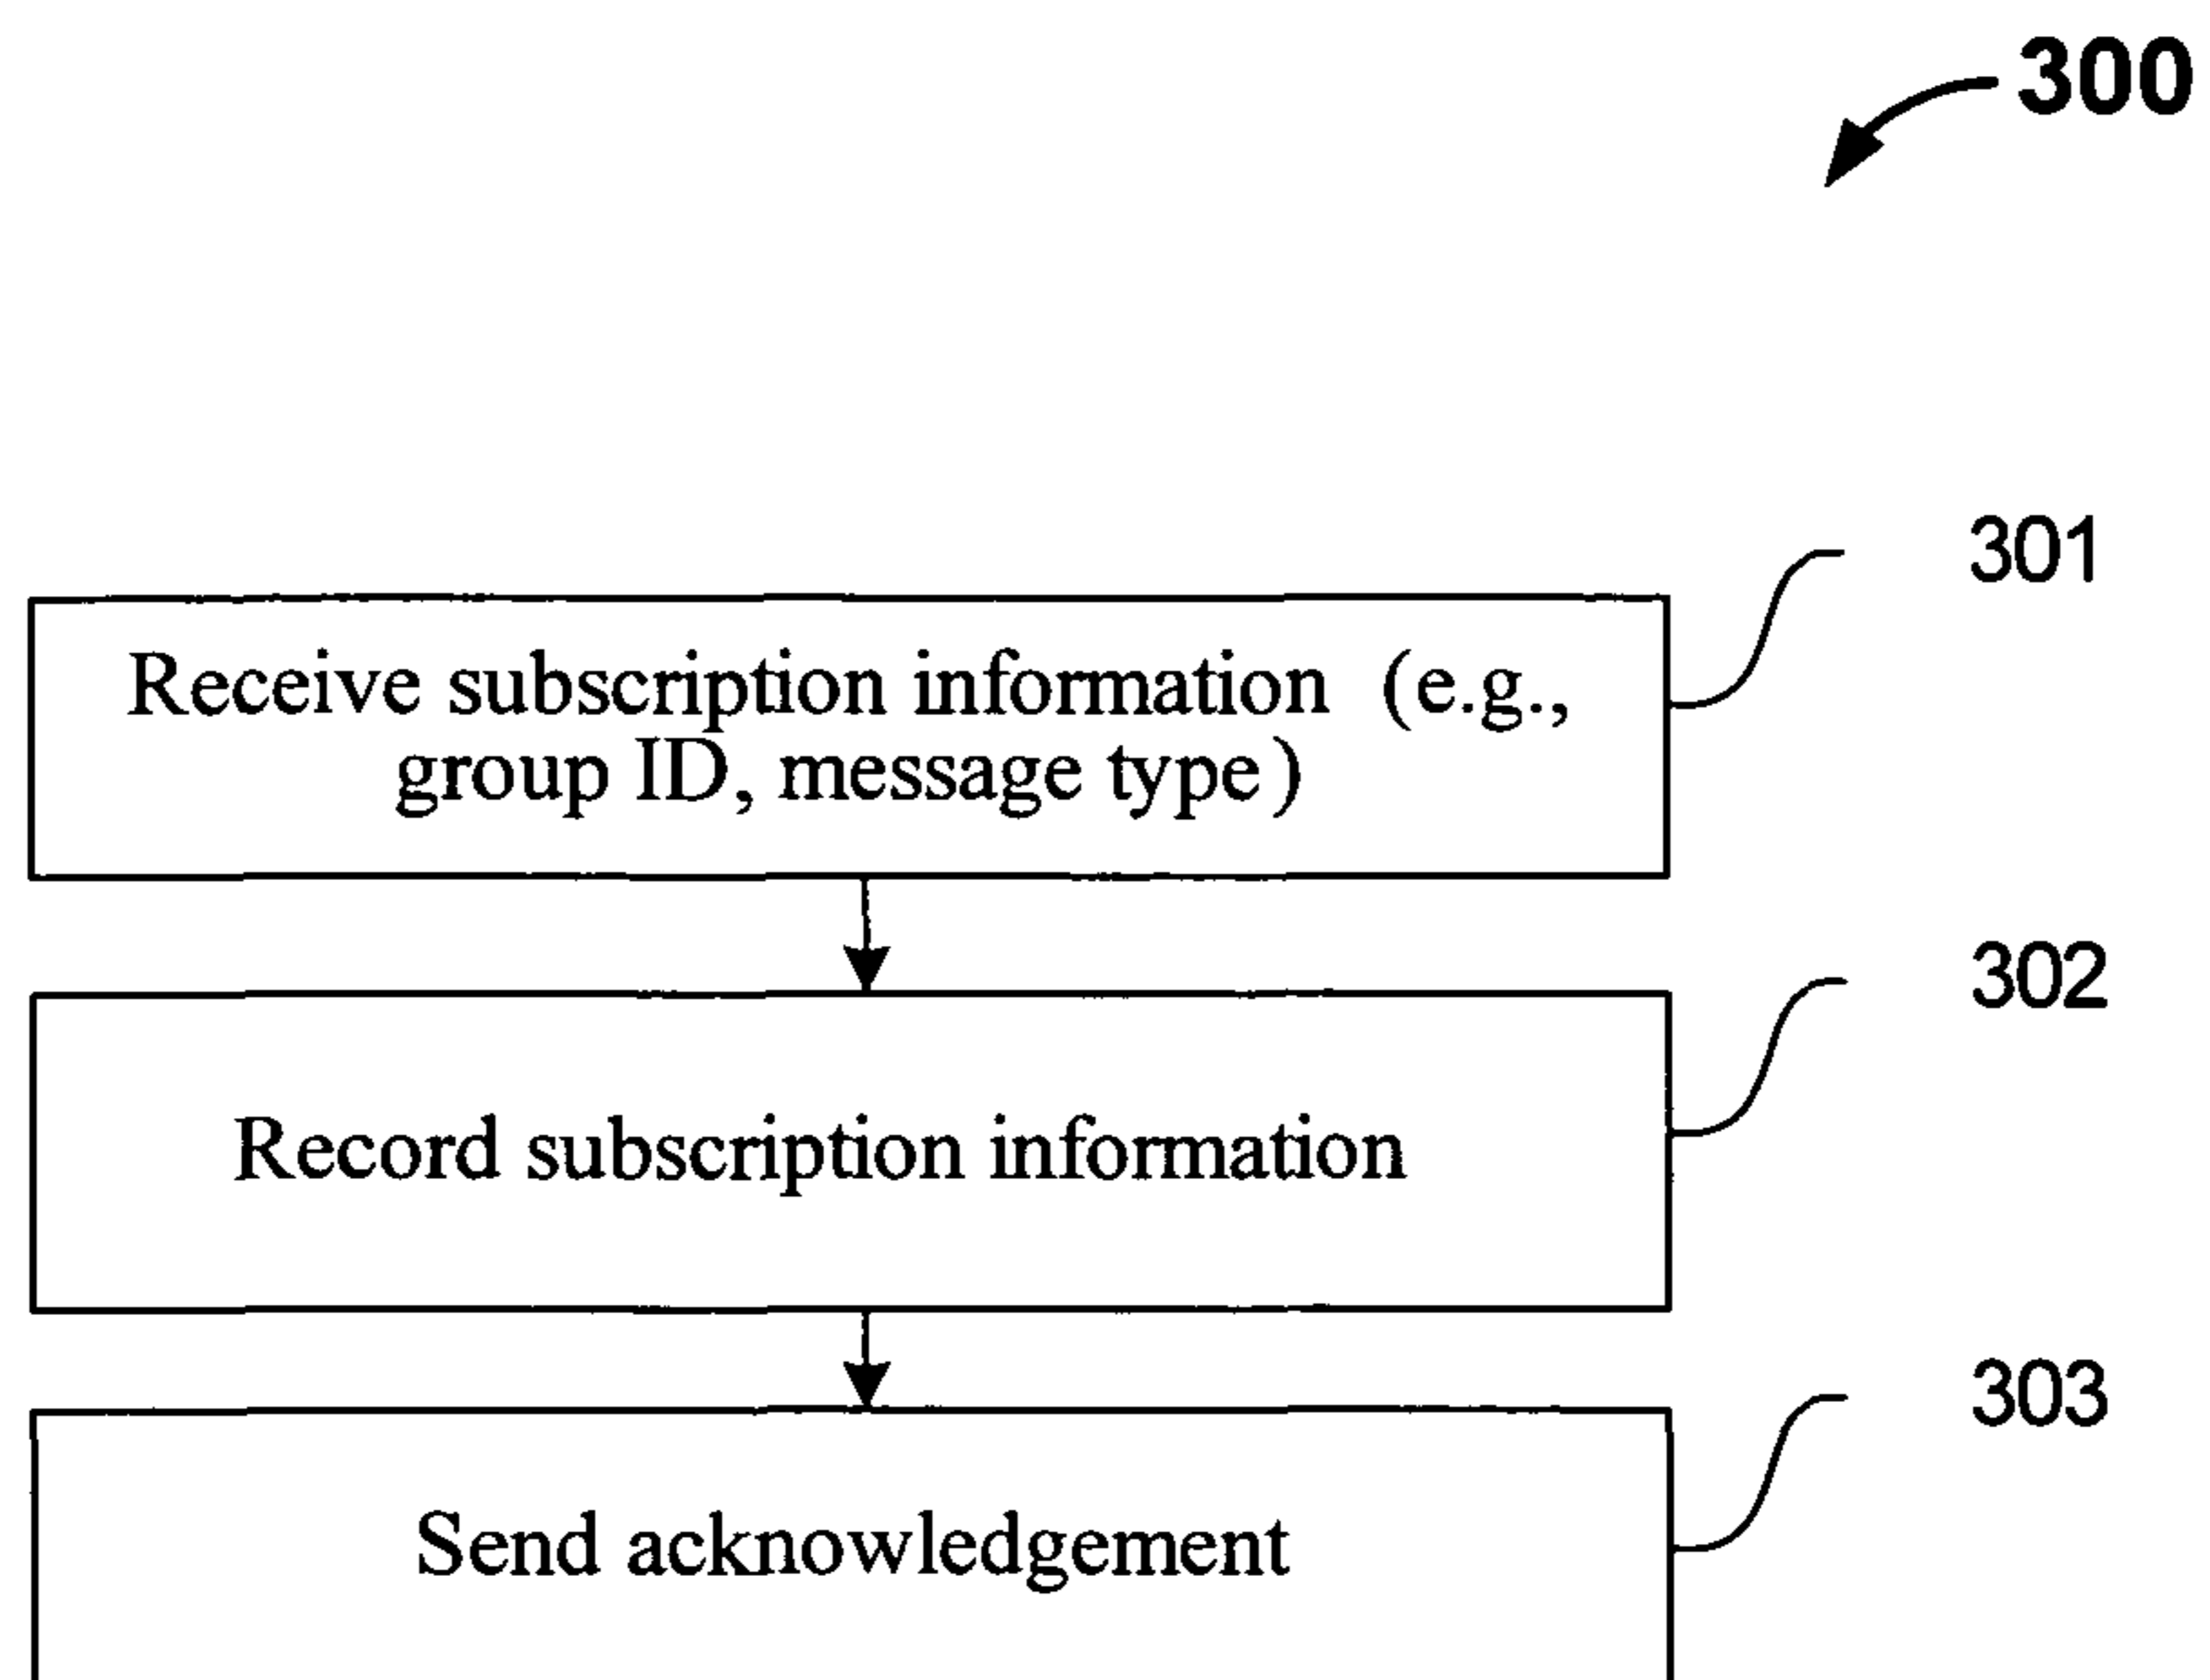 300
301
Receive subscription information (e.g.,
group ID, message type)
302
Record subscription information
303
Send acknowledgement